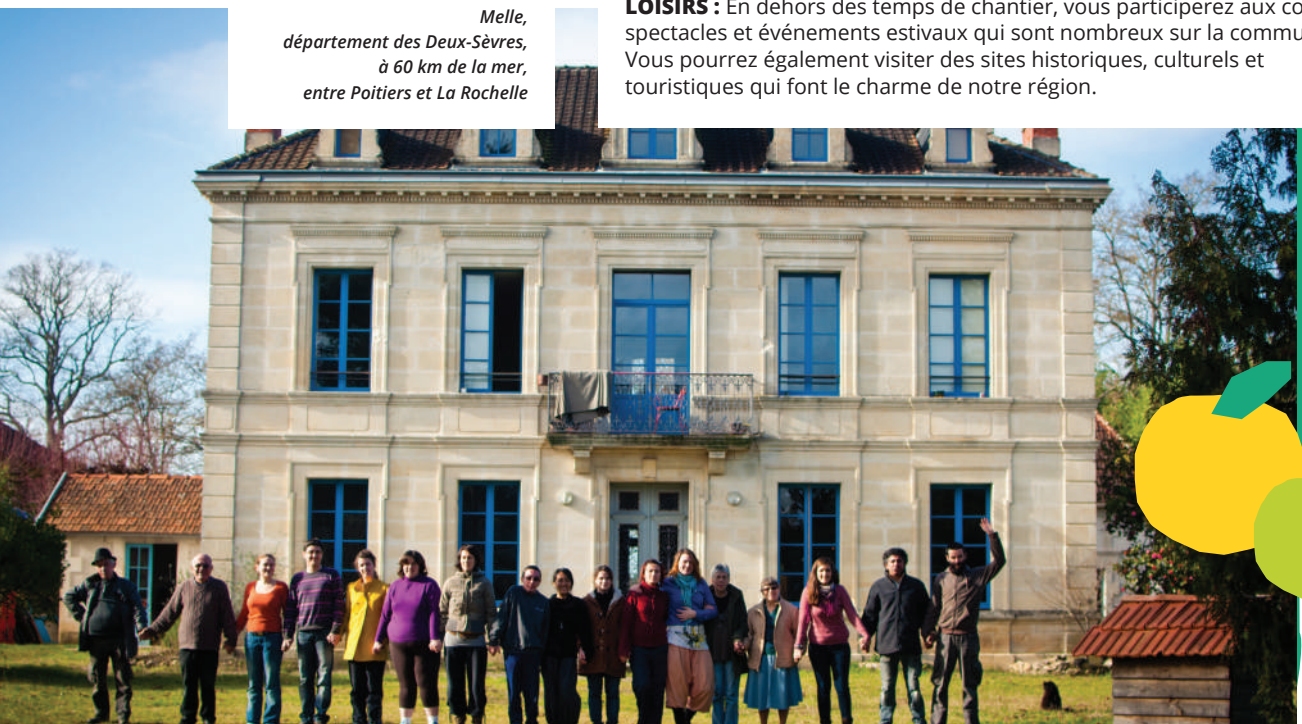 Melle,
département des Deux-Sèvres,
à 60 km de la mer,
entre Poitiers et La Rochelle
LOISIRS : En dehors des temps de chantier, vous participerez aux
spectacles et événements estivaux qui sont nombreux sur la
Vous pourrez également visiter des sites historiques, culturels et
touristiques qui font le charme de notre région.